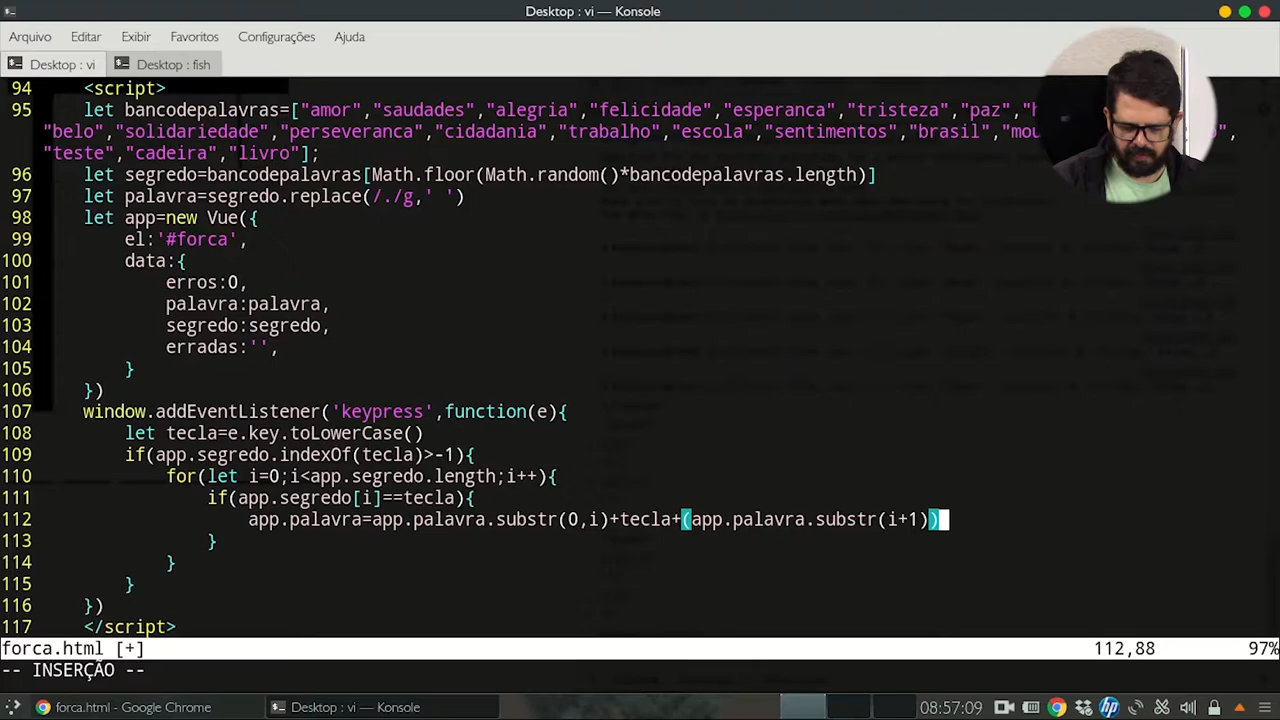 Desktop : vi — Konsole
Arquivo Editar Exibir Favoritos Configurações Ajuda
Desktop : vi Desktop : fish
94 <script>
95 let bancodepalavras=["amor","saudades","alegria","felicidade","esperanca","tristeza","paz","
"belo","solidariedade","perseveranca","cidadania","trabalho","escola","sentimentos","brasil","
"teste","cadeira","livro"];
96 let segredo=bancodepalavras[Math.floor(Math.random()*bancodepalavras.length)]
97 let palavra=segredo.replace(/./g,' ')
98 let app=new Vue({
99 el:'#forca',
100 data:{
101 erros:0,
102 palavra:palavra,
103 segredo:segredo,
104 erradas:'',
105 }
106 })
107 window.addEventListener('keypress',function(e){
108 let tecla=e.key.toLowerCase()
109 if(app.segredo.indexOf(tecla)>-1){
110 for(let i=0;i<app.segredo.length;i++){
111 if(app.segredo[i]==tecla){
112 app.palavra=app.palavra.substr(0,i)+tecla+(app.palavra.substr(i+1))
113 }
114 }
115 }
116 })
117 </script>
forca.html [+] 112,88 97%
-- INSERÇÃO --
forca.html - Google Chrome Desktop : vi — Konsole 08:57:09